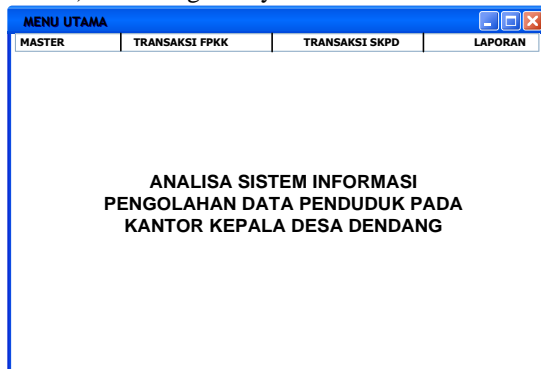 MENU UTAMA
MASTER TRANSAKSI FPKK TRANSAKSI SKPD LAPORAN
ANALISA SISTEM INFORMASI
PENGOLAHAN DATA PENDUDUK PADA
KANTOR KEPALA DESA DENDANG